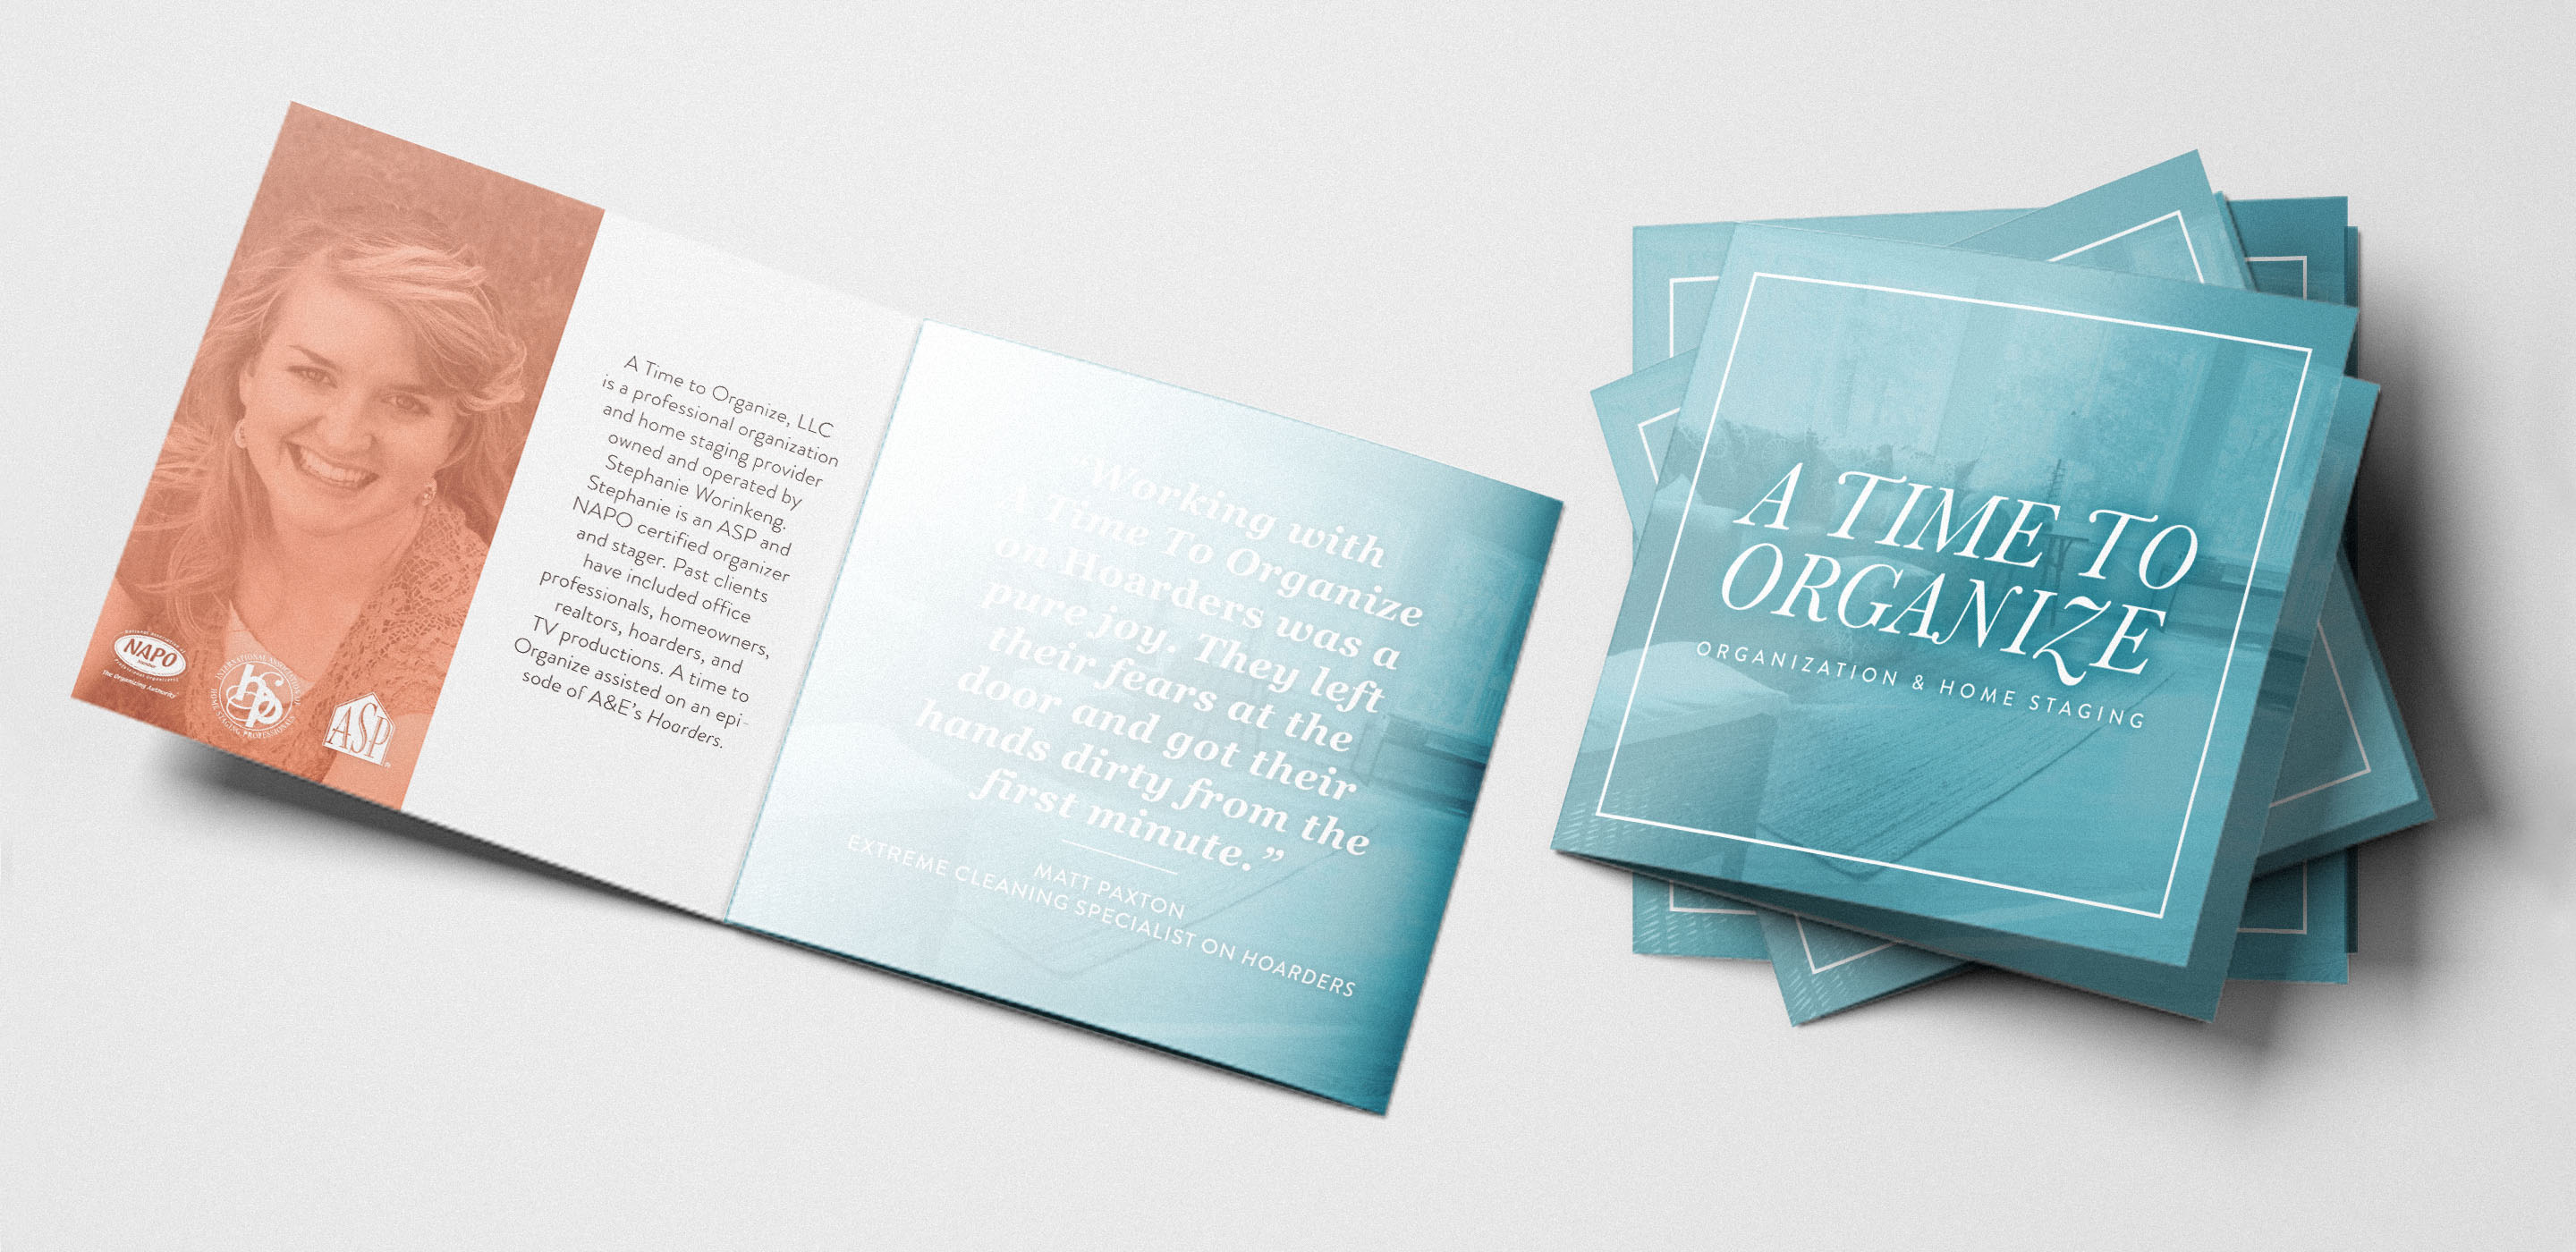 A Time to Organize, LLC
is a professional organization
and home staging provider
owned and operated by
Stephanie Worinkeng.
Stephanie is an ASP and
NAPO certified organizer
and stager. Past clients
have included office
professionals, homeowners,
realtors, hoarders, and
TV productions. A time to
Organize assisted on an epi-
sode of A&E's Hoarders.
NAPO
The Organizing Authority
HOME STAGING PROFESSIONALS
ASP
"Working with
Time To Organize
on Hoarders was a
pure joy. They left
their fears at the
door and got their
hands dirty from the
first minute."
MATT PAXTON
EXTREME CLEANING SPECIALIST ON HOARDERS
A TIME TO
ORGANIZE
ORGANIZATION & HOME STAGING